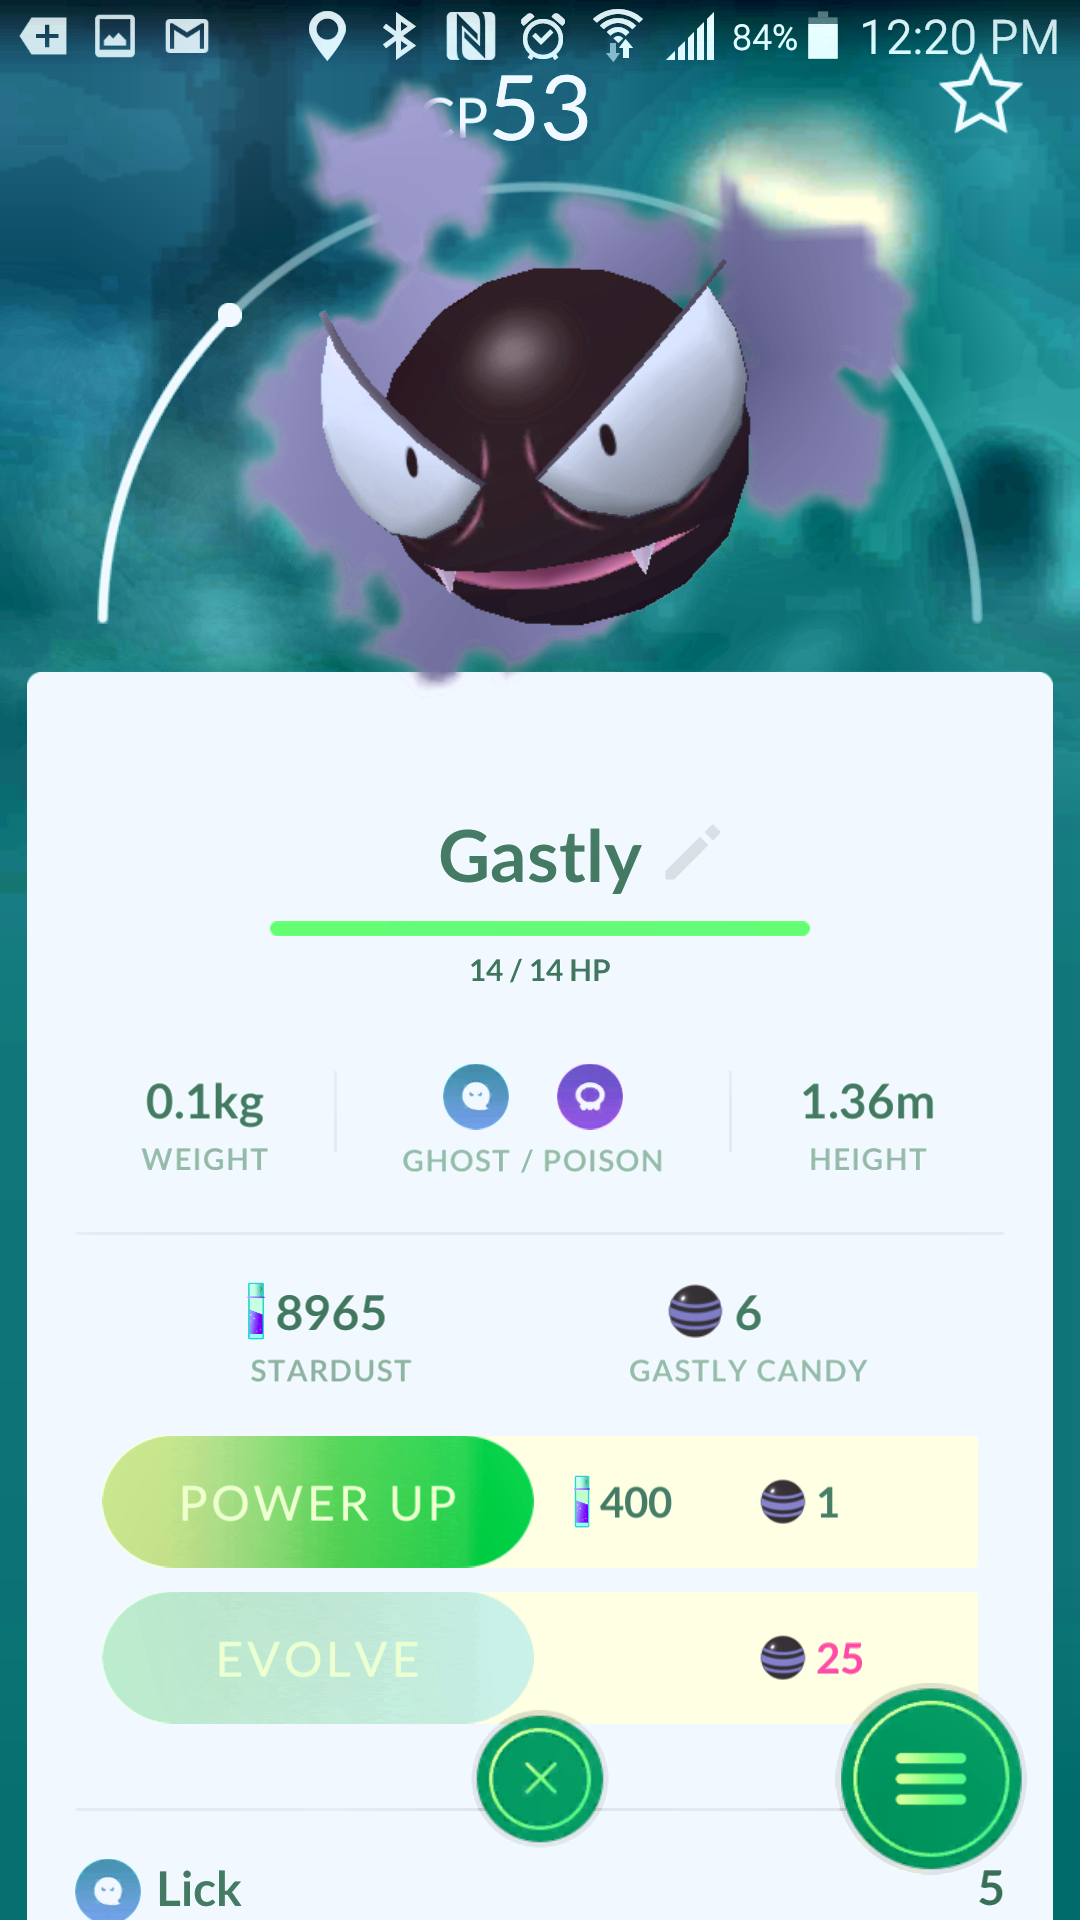 84% 12:20 PM
CP53
Gastly
14 / 14 HP
0.1kg
WEIGHT
GHOST / POISON
1.36m
HEIGHT
8965
STARDUST
6
GASTLY CANDY
POWER UP 400 1
EVOLVE 25
Lick 5